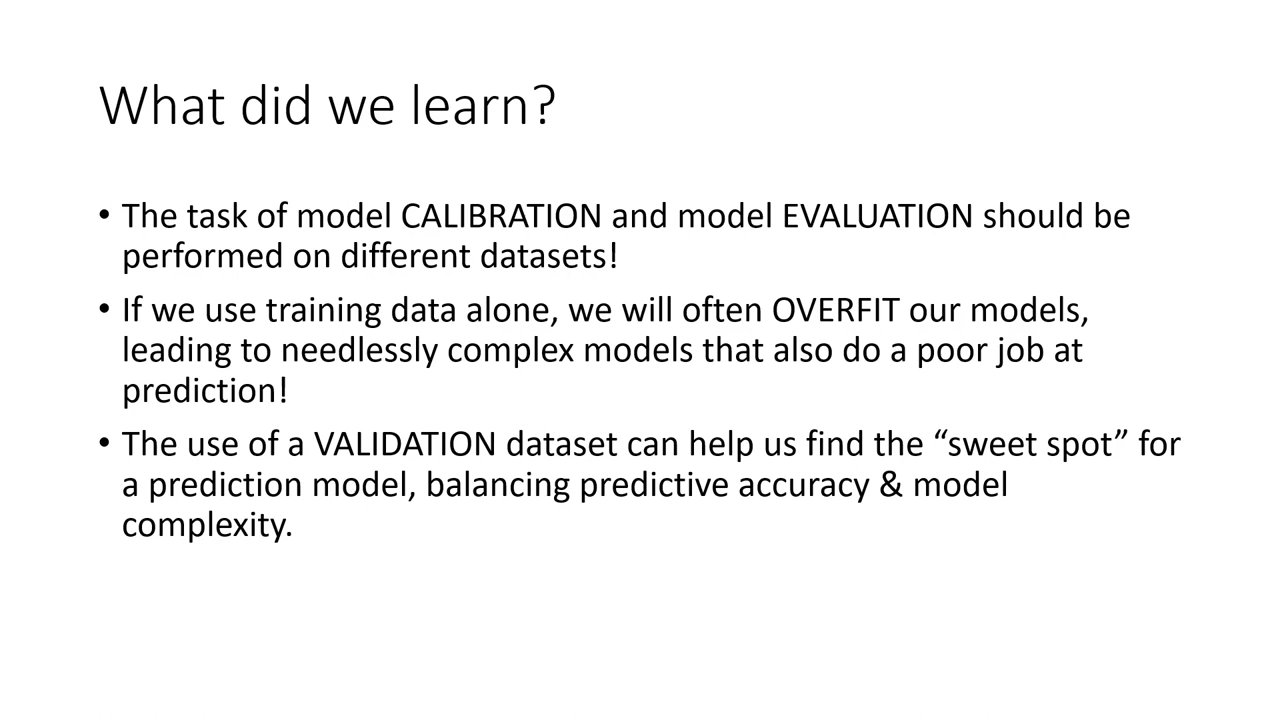 What did we learn?
• The task of model CALIBRATION and model EVALUATION should be
performed on different datasets!
• If we use training data alone, we will often OVERFIT our models,
leading to needlessly complex models that also do a poor job at
prediction!
• The use of a VALIDATION dataset can help us find the “sweet spot” for
a prediction model, balancing predictive accuracy & model
complexity.